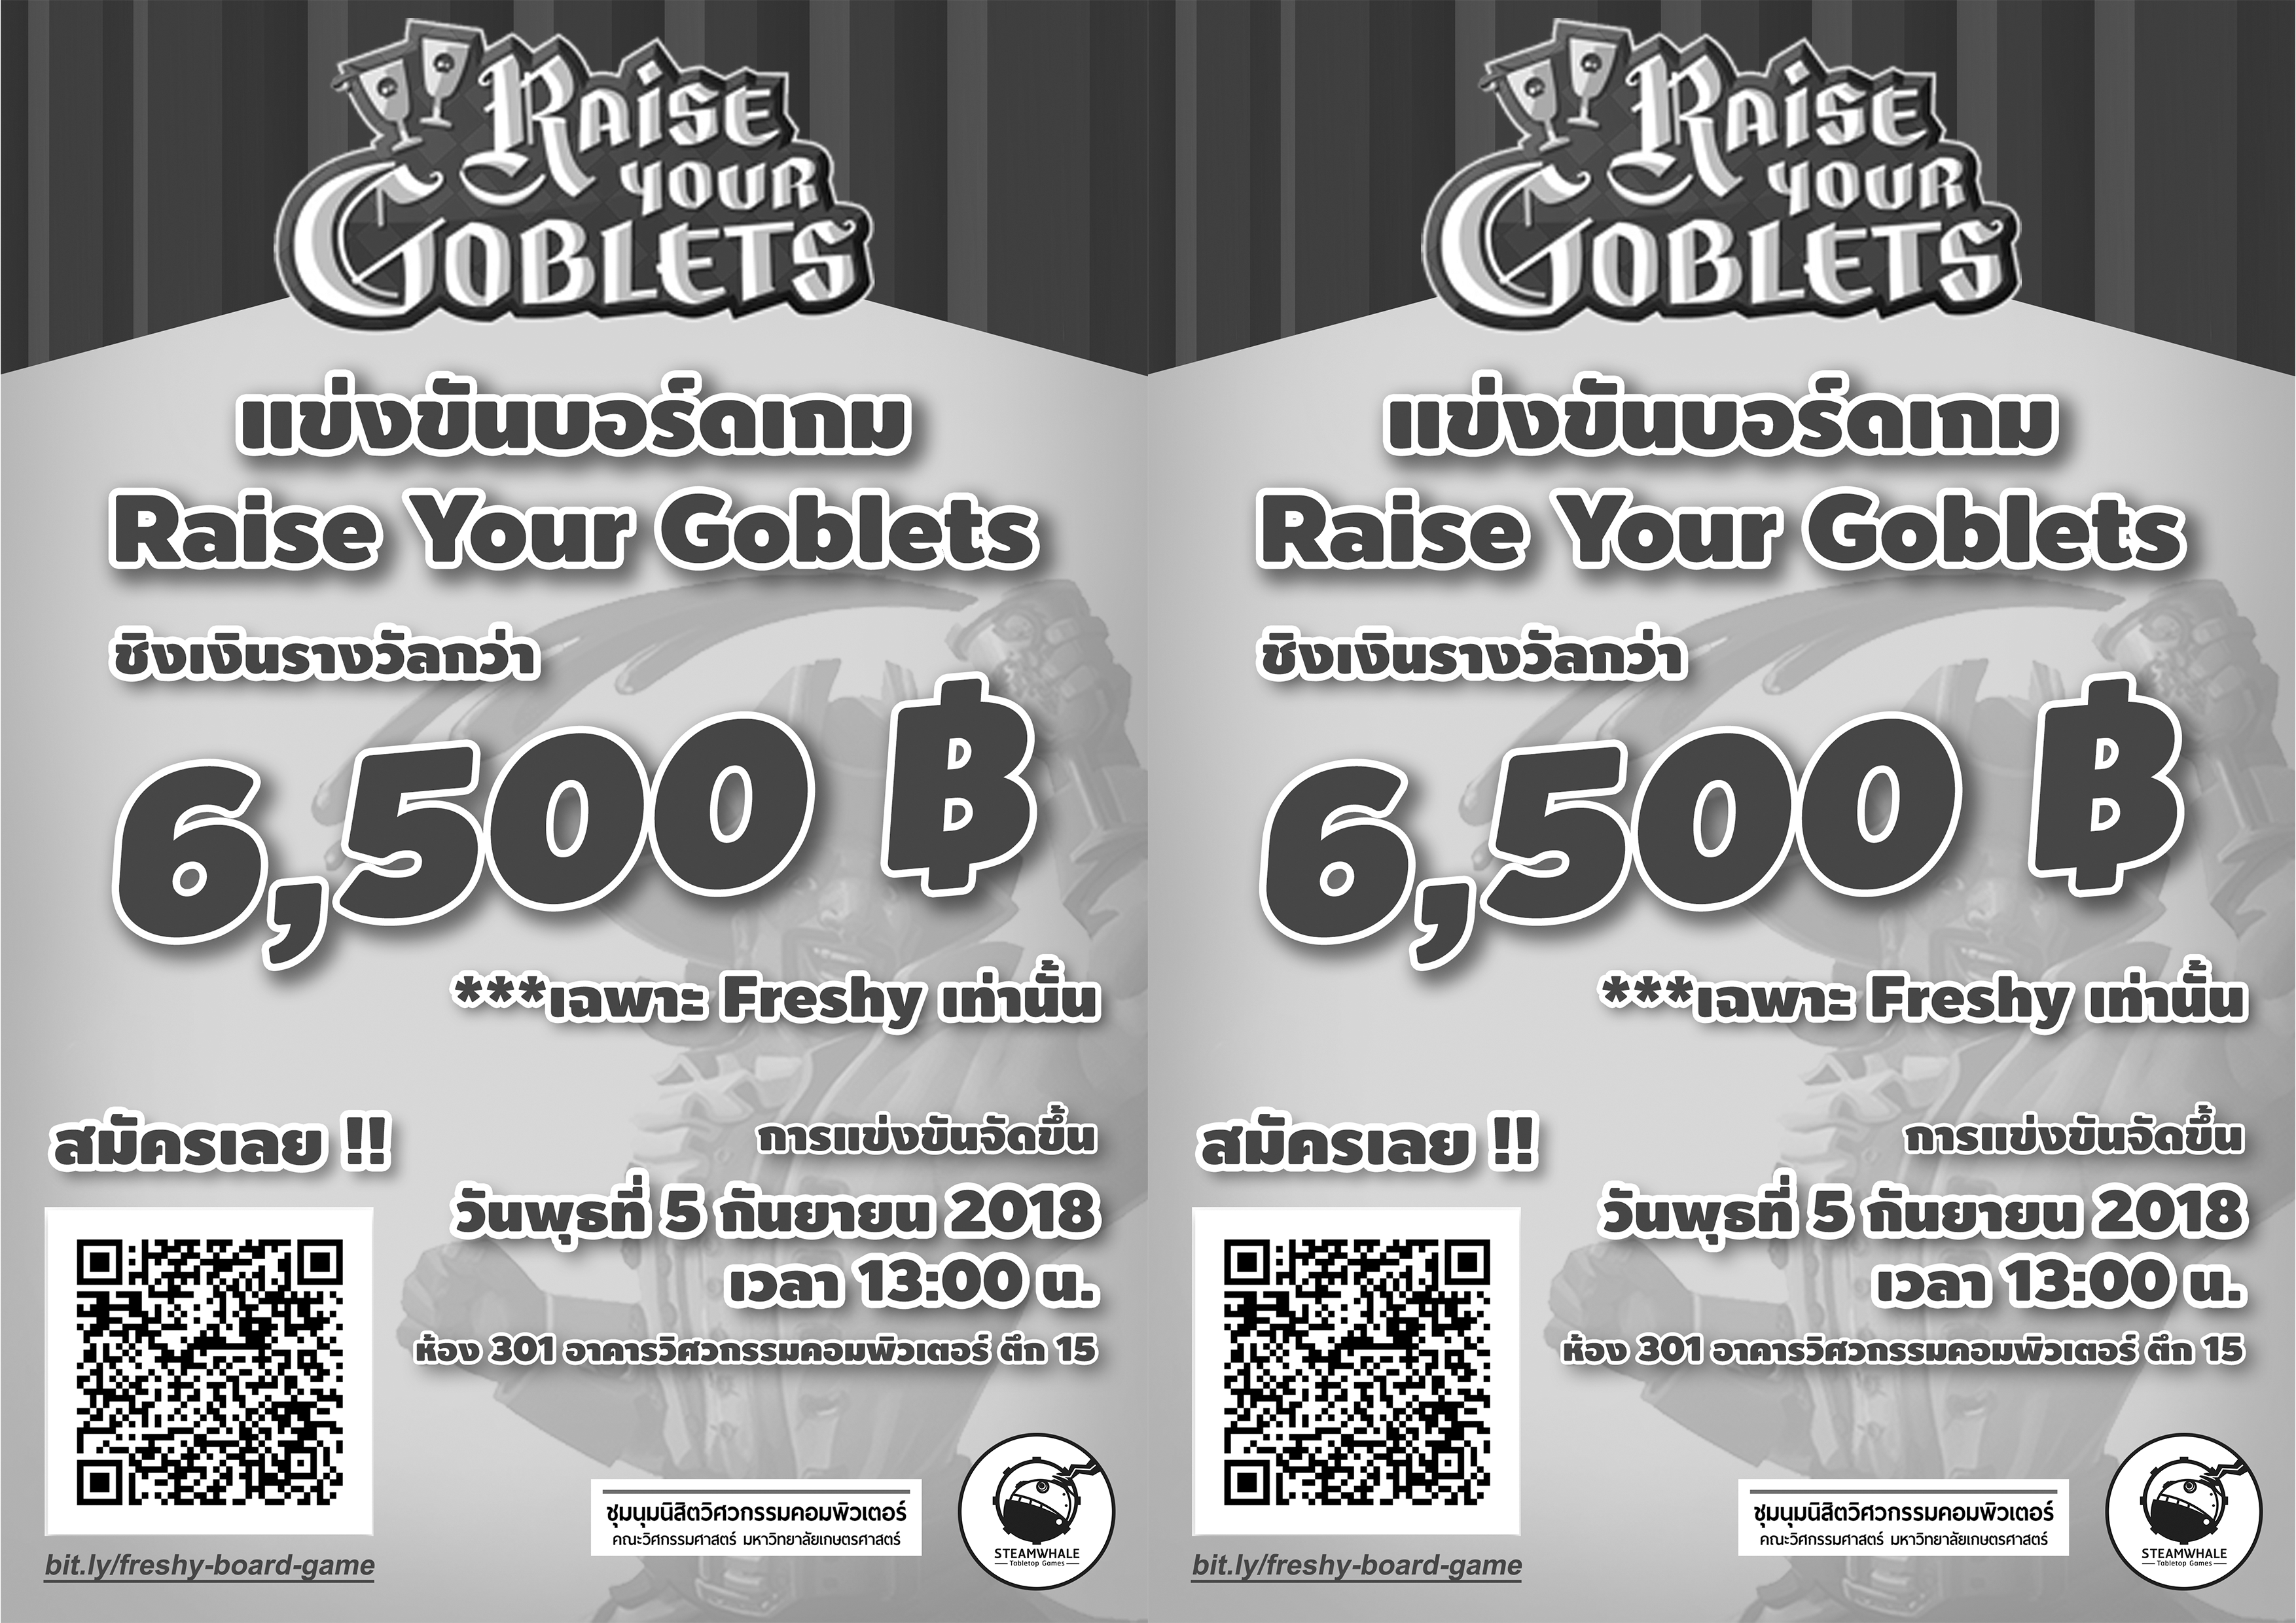 RAISE
YOUR
GOBLETS
แข่งขันบอร์ดเกม
Raise Your Goblets
ชิงเงินรางวัลกว่า
6,500 ฿
***เฉพาะ Freshy เท่านั้น
สมัครเลย !!
bit.ly/freshy-board-game
การแข่งขันจัดขึ้น
วันพุธที่ 5 กันยายน 2018
เวลา 13:00 น.
ห้อง 301 อาคารวิศวกรรมคอมพิวเตอร์ ตึก 15
ชุมนุมนิสิตวิศวกรรมคอมพิวเตอร์
คณะวิศกรรมศาสตร์ มหาวิทยาลัยเกษตรศาสตร์
STEAMWHALE
Tabletop Games
RAISE
YOUR
GOBLETS
แข่งขันบอร์ดเกม
Raise Your Goblets
ชิงเงินรางวัลกว่า
6,500 ฿
***เฉพาะ Freshy เท่านั้น
สมัครเลย !!
bit.ly/freshy-board-game
การแข่งขันจัดขึ้น
วันพุธที่ 5 กันยายน 2018
เวลา 13:00 น.
ห้อง 301 อาคารวิศวกรรมคอมพิวเตอร์ ตึก 15
ชุมนุมนิสิตวิศวกรรมคอมพิวเตอร์
คณะวิศกรรมศาสตร์ มหาวิทยาลัยเกษตรศาสตร์
STEAMWHALE
Tabletop Games